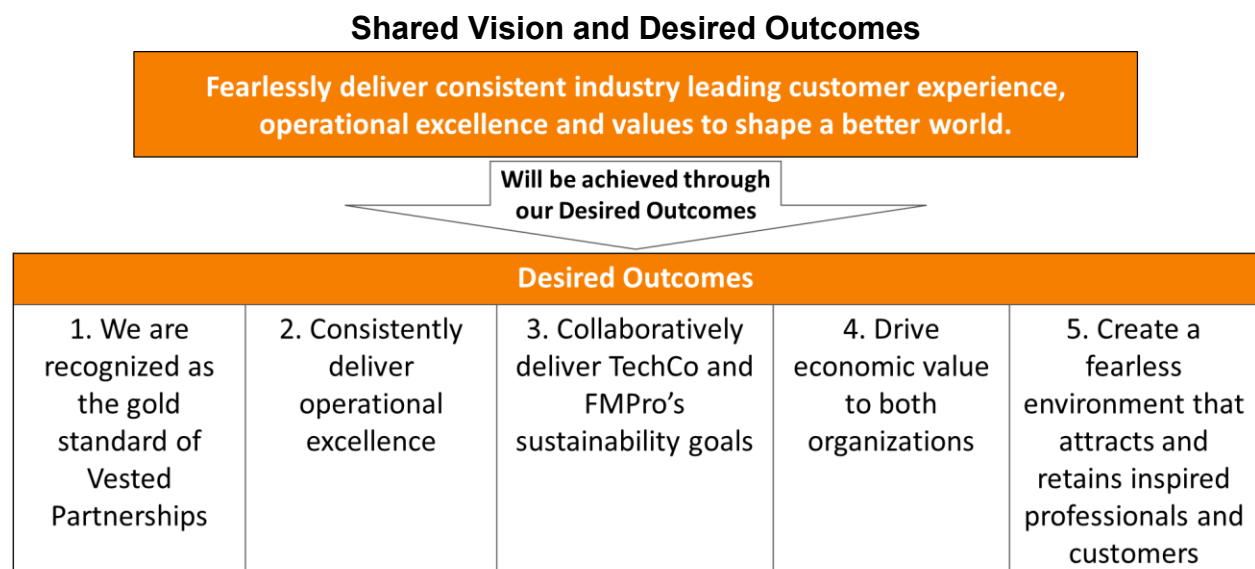 Shared Vision and Desired Outcomes
Fearlessly deliver consistent industry leading customer experience,
operational excellence and values to shape a better world.
Will be achieved through
our Desired Outcomes
Desired Outcomes
1. We are
recognized as
the gold
standard of
Vested
Partnerships
2. Consistently
deliver
operational
excellence
3. Collaboratively
deliver TechCo and
FMPro’s
sustainability goals
4. Drive
economic value
to both
organizations
5. Create a
fearless
environment that
attracts and
retains inspired
professionals and
customers